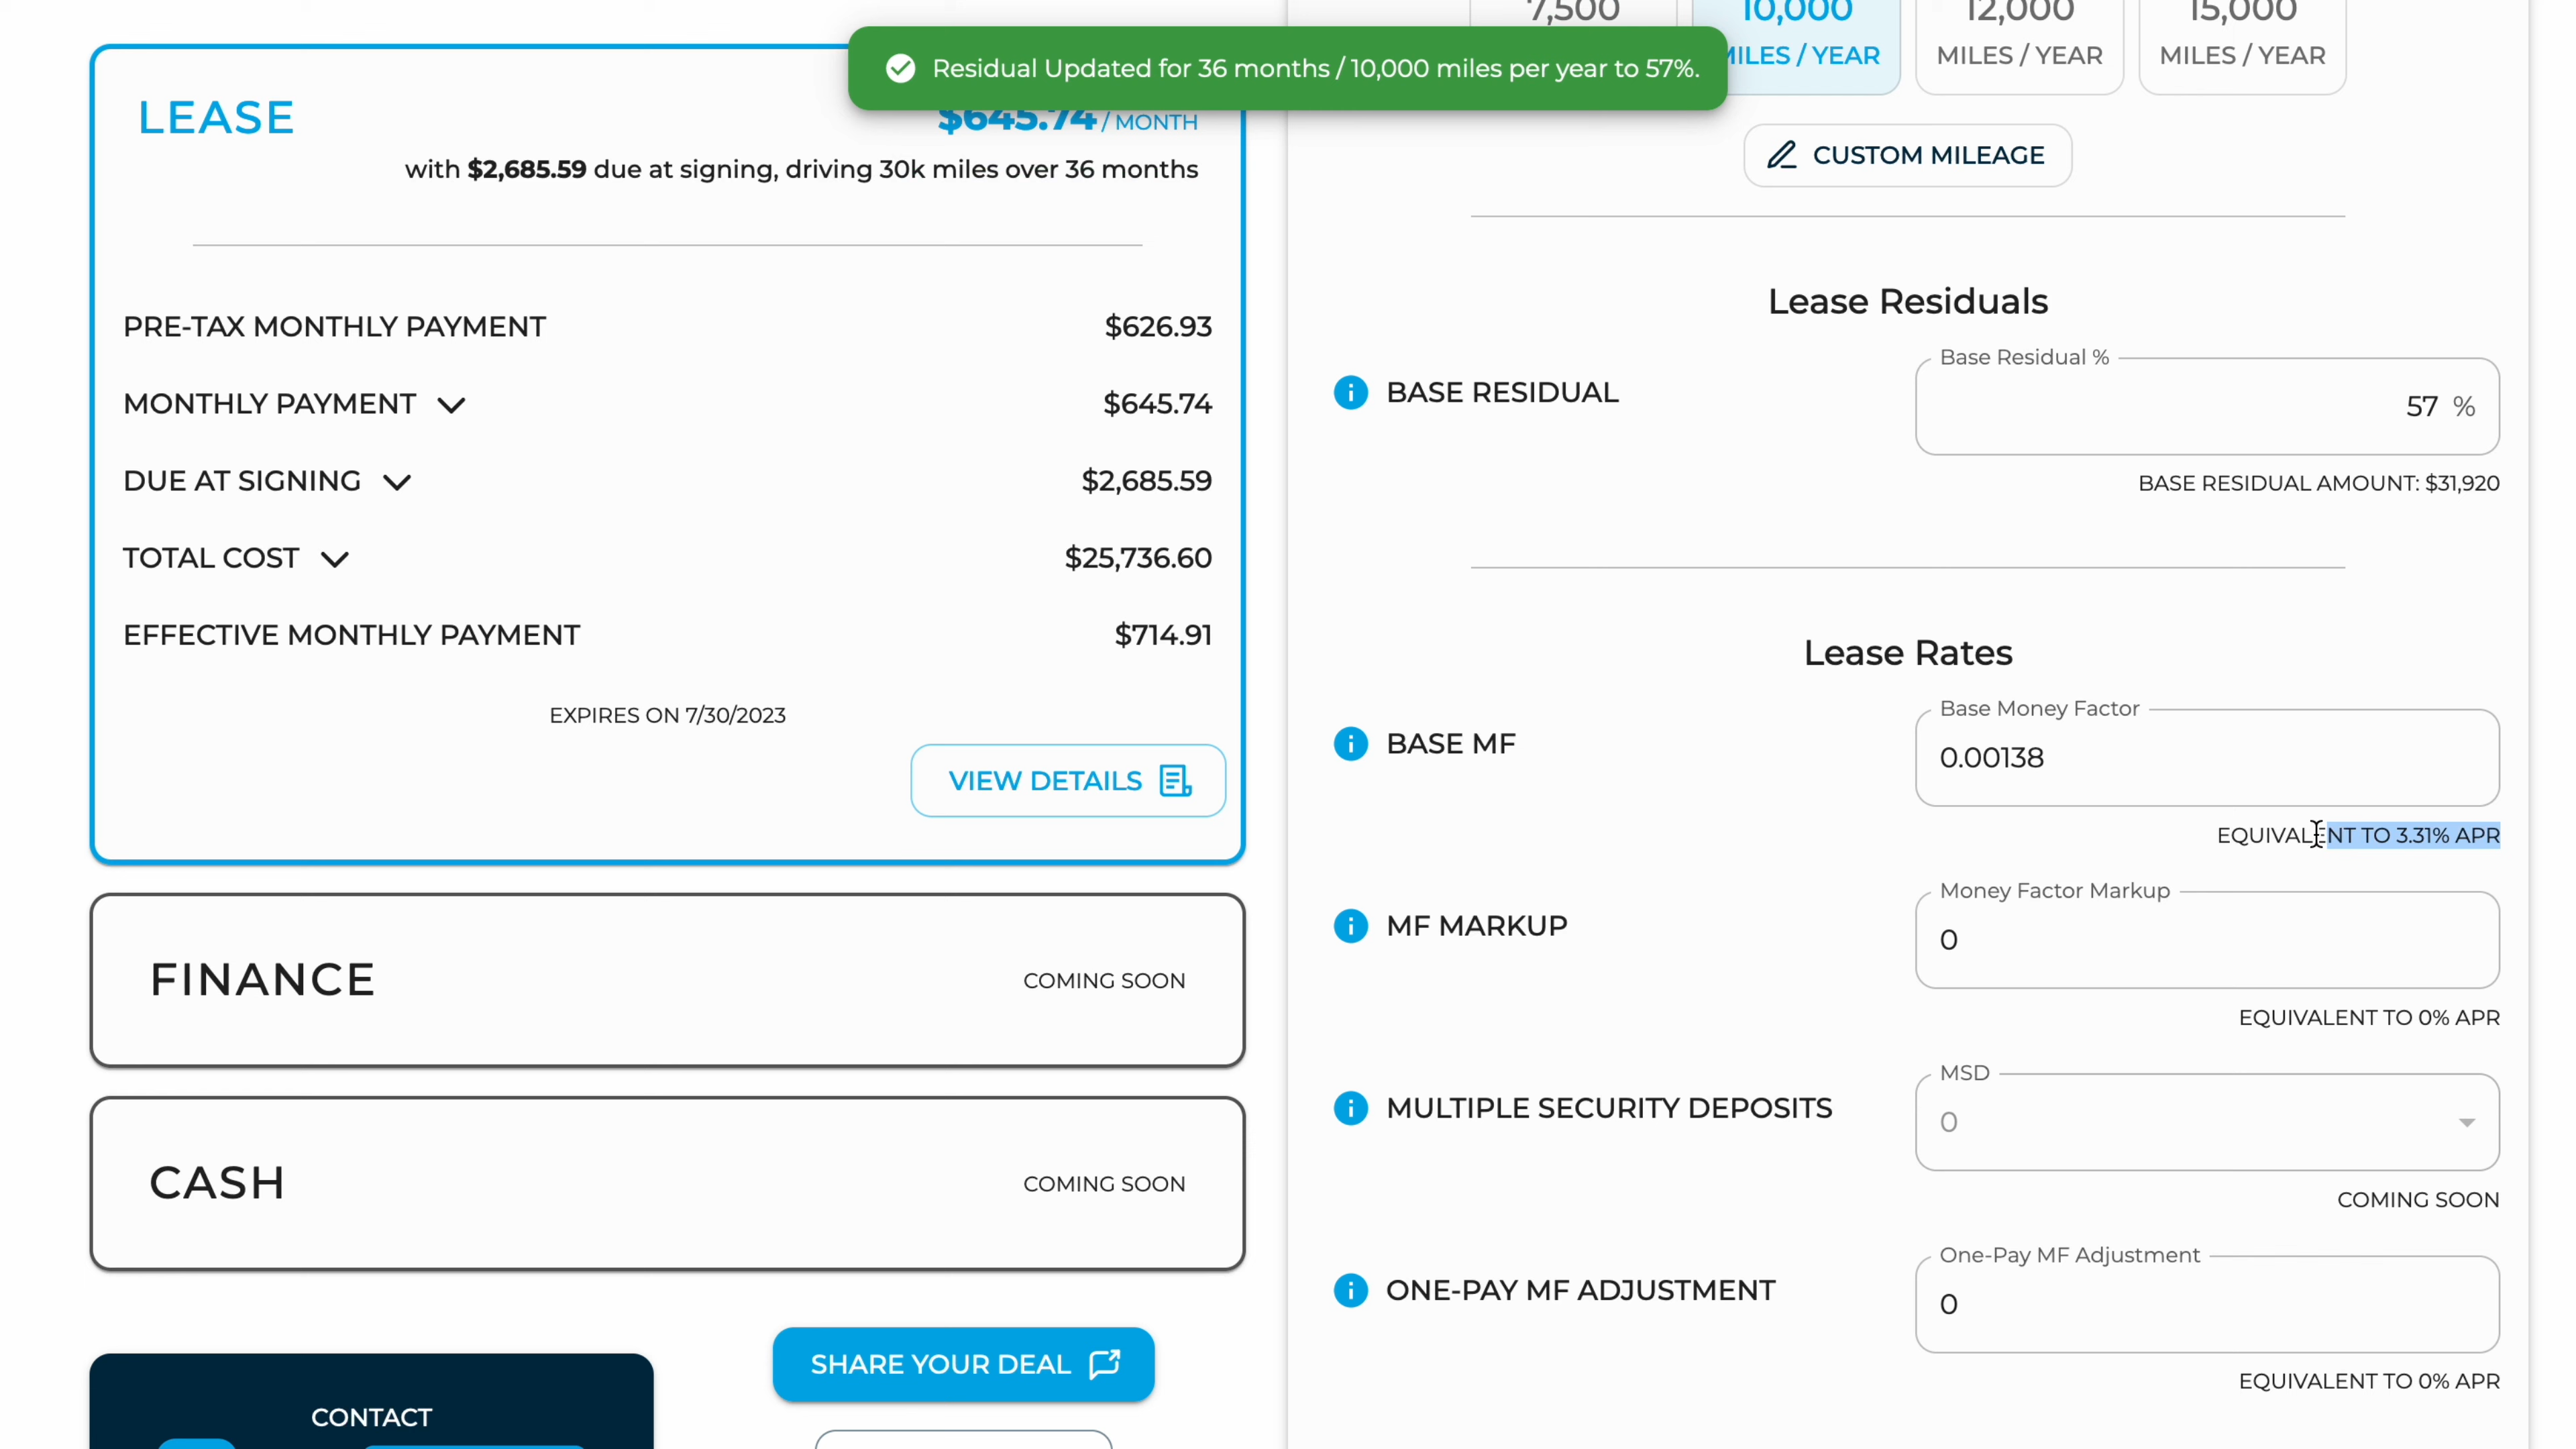 7,500
10,000
MILES / YEAR
12,000
MILES / YEAR
15,000
MILES / YEAR
Residual Updated for 36 months / 10,000 miles per year to 57%.
LEASE
$645.74 / MONTH
with $2,685.59 due at signing, driving 30k miles over 36 months
PRE-TAX MONTHLY PAYMENT $626.93
MONTHLY PAYMENT $645.74
DUE AT SIGNING $2,685.59
TOTAL COST $25,736.60
EFFECTIVE MONTHLY PAYMENT $714.91
EXPIRES ON 7/30/2023
VIEW DETAILS
FINANCE COMING SOON
CASH COMING SOON
SHARE YOUR DEAL
CONTACT
CUSTOM MILEAGE
Lease Residuals
Base Residual %
BASE RESIDUAL 57 %
BASE RESIDUAL AMOUNT: $31,920
Lease Rates
Base Money Factor
BASE MF 0.00138
EQUIVALENT TO 3.31% APR
Money Factor Markup
MF MARKUP 0
EQUIVALENT TO 0% APR
MSD
MULTIPLE SECURITY DEPOSITS 0
COMING SOON
One-Pay MF Adjustment
ONE-PAY MF ADJUSTMENT 0
EQUIVALENT TO 0% APR